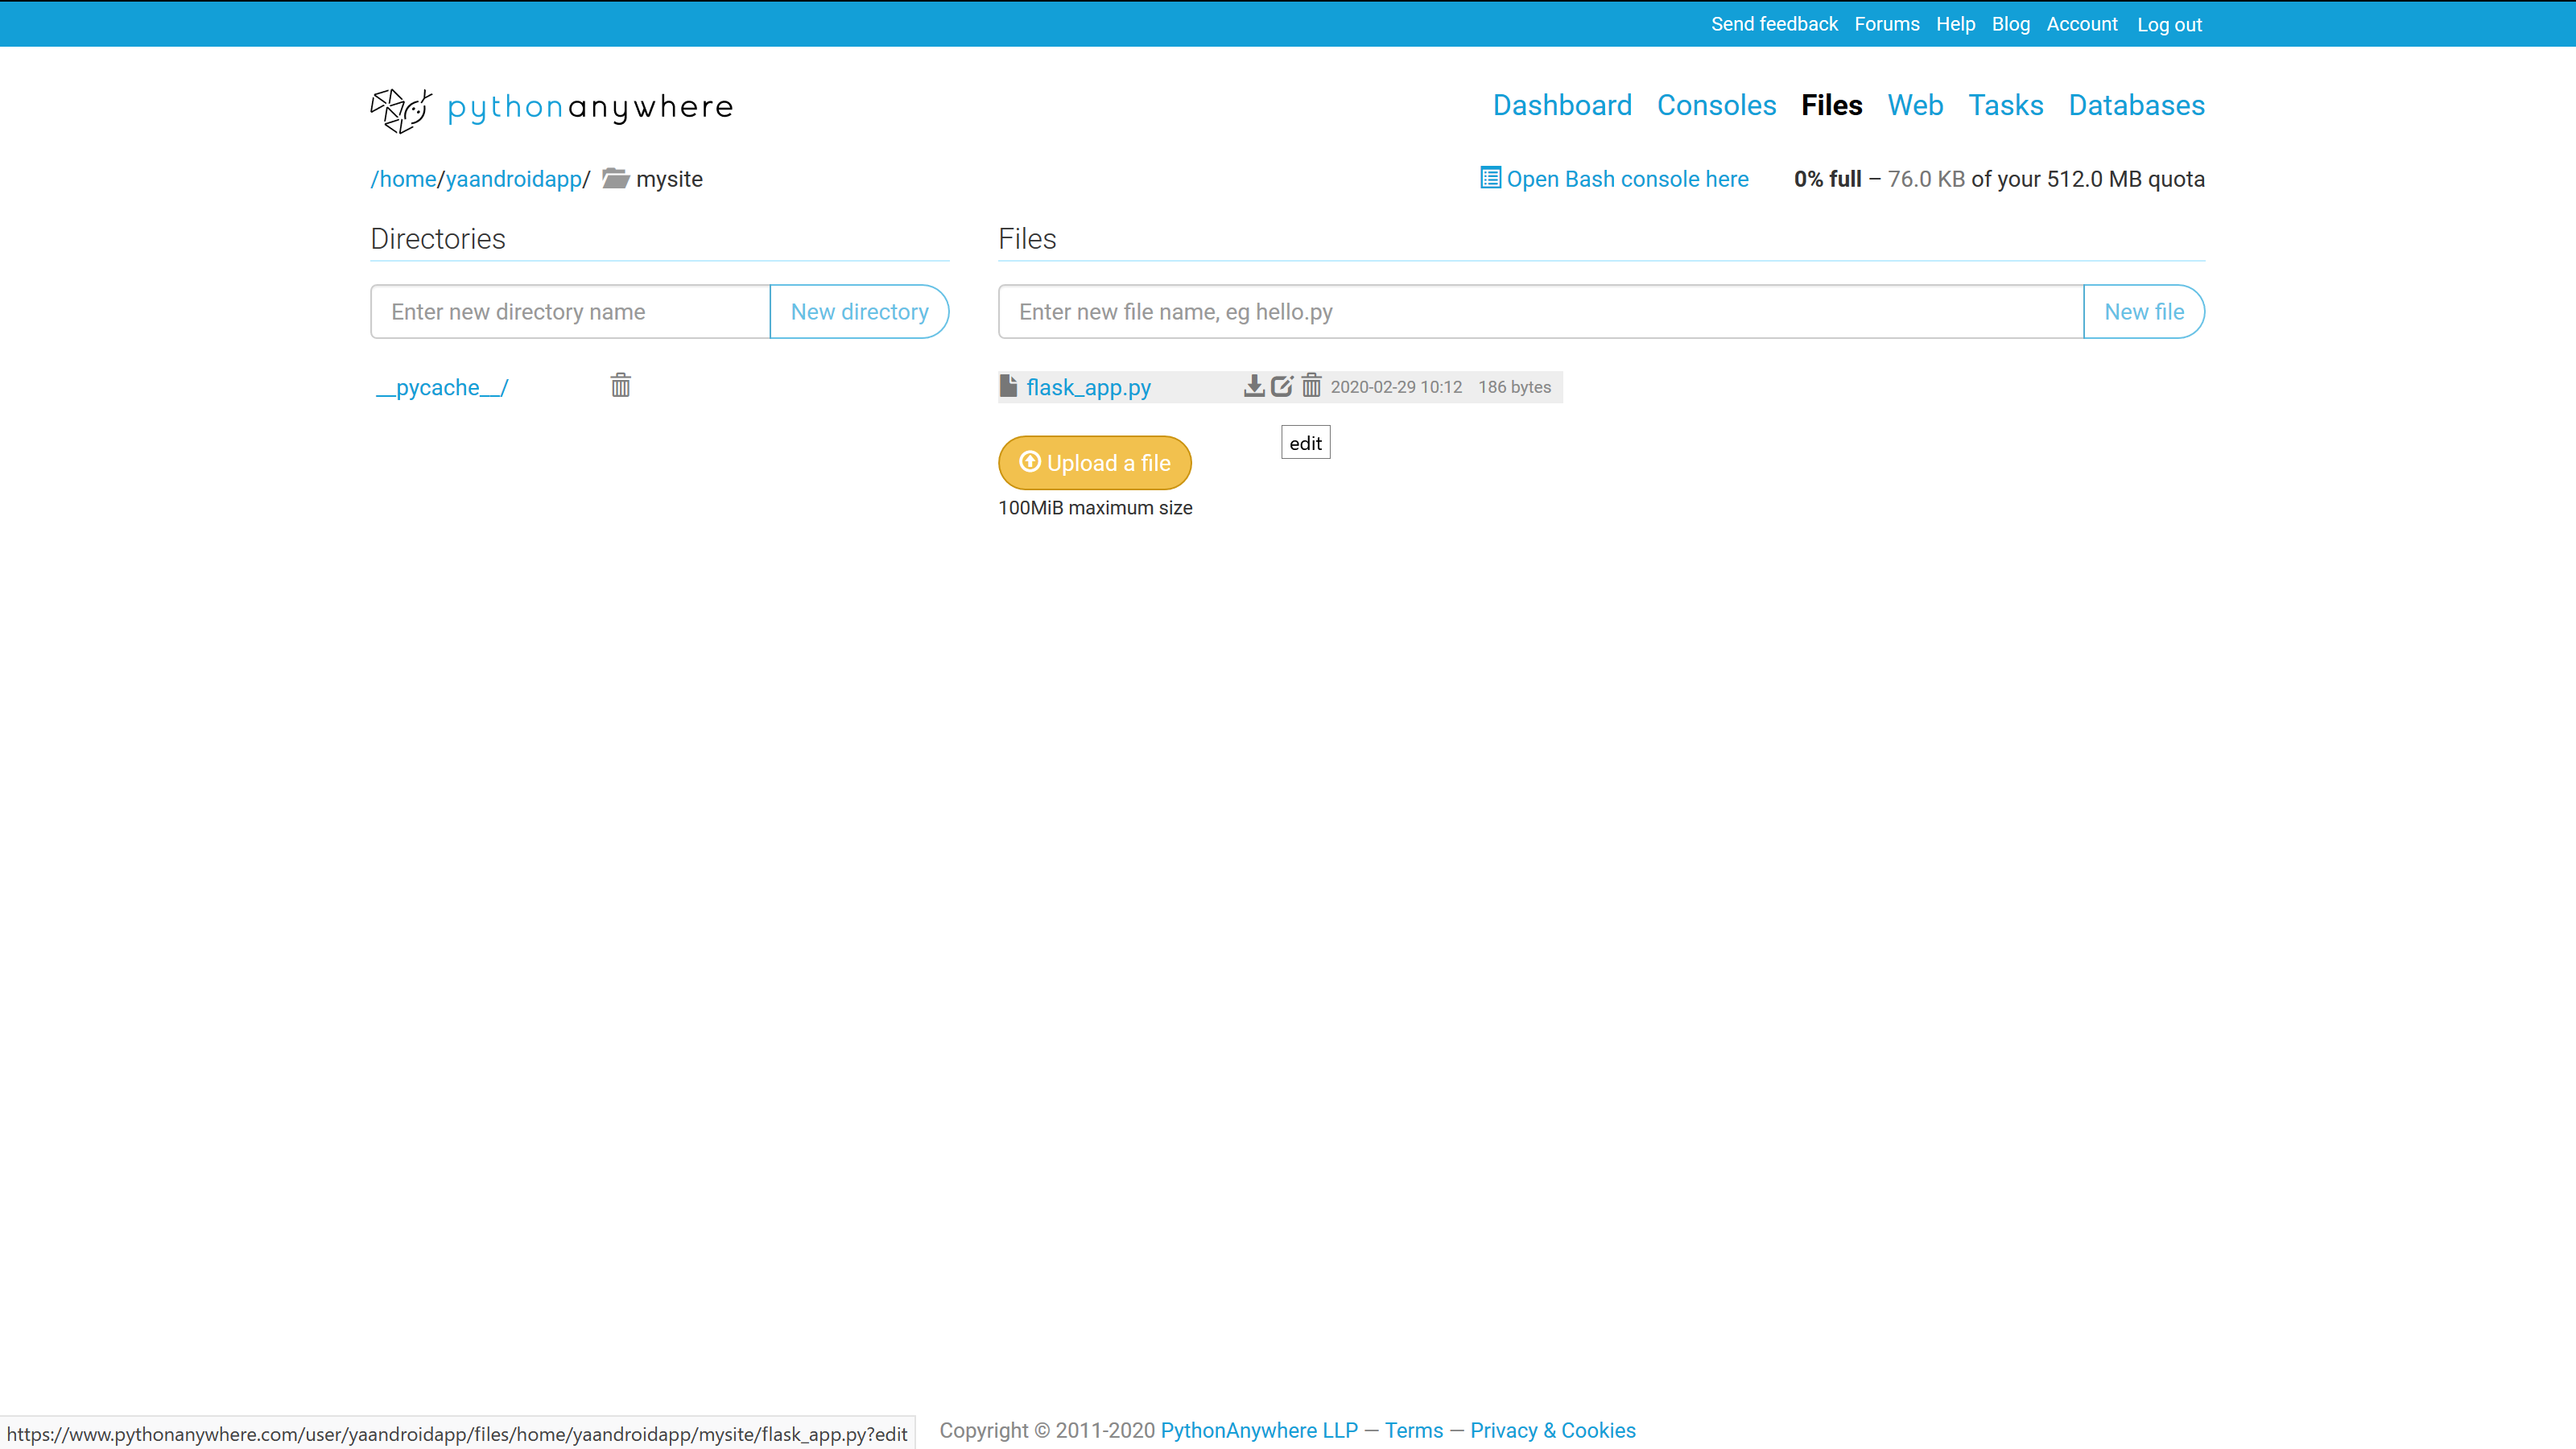 Send feedback Forums Help Blog Account Log out
pythonanywhere
Dashboard Consoles Files Web Tasks Databases
/home/yaandroidapp/ mysite
Open Bash console here 0% full – 76.0 KB of your 512.0 MB quota
Directories
Files
Enter new directory name New directory
Enter new file name, eg hello.py New file
__pycache__/
flask_app.py 2020-02-29 10:12 186 bytes
edit
Upload a file
100MiB maximum size
https://www.pythonanywhere.com/user/yaandroidapp/files/home/yaandroidapp/mysite/flask_app.py?edit
Copyright © 2011-2020 PythonAnywhere LLP — Terms — Privacy & Cookies